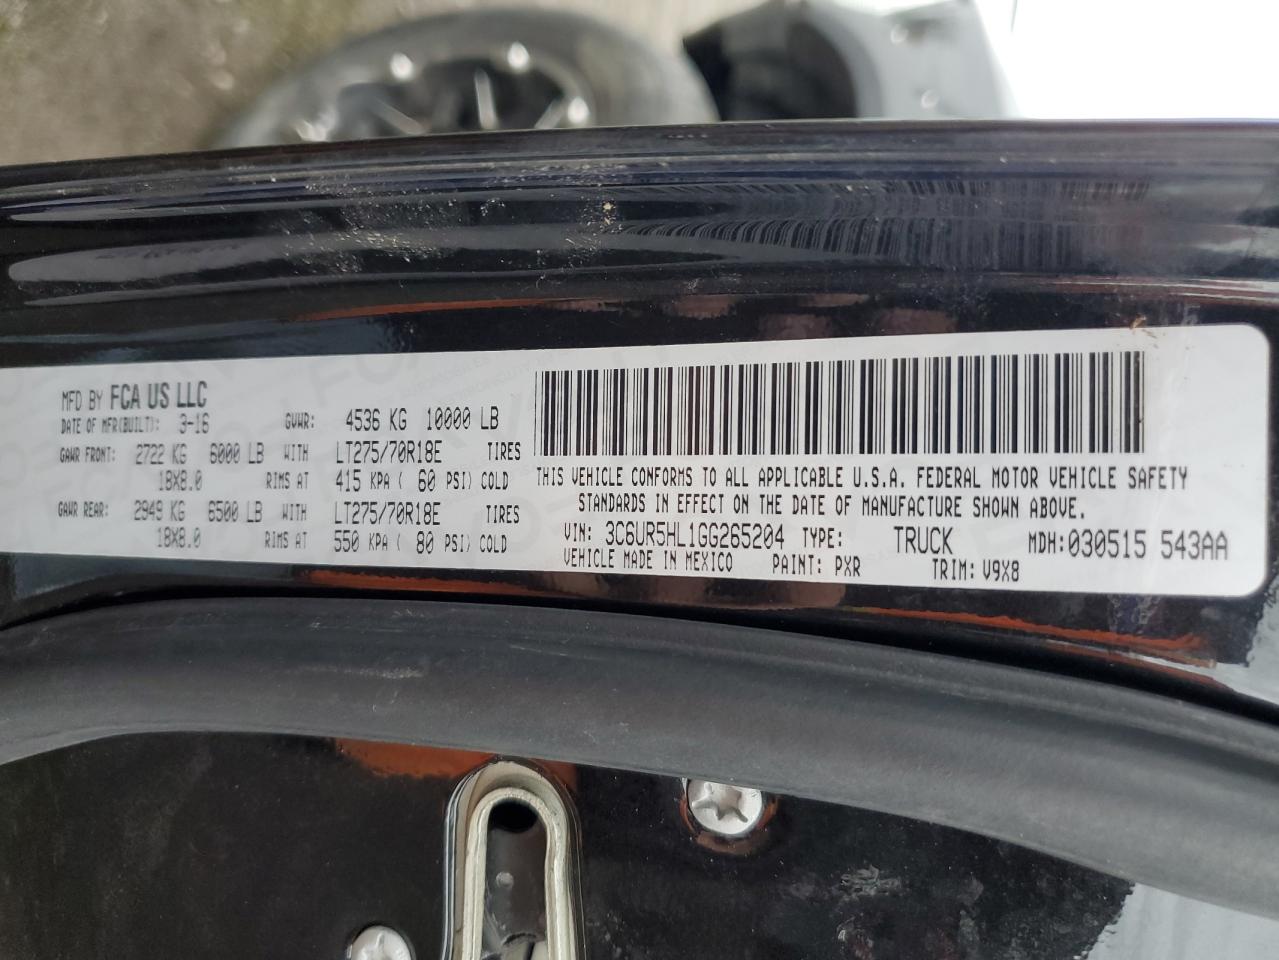 MFD BY FCA US LLC
DATE OF MFR(BUILT): 3-16 GVWR: 4536 KG 10000 LB
GAWR FRONT: 2722 KG 6000 LB WITH LT275/70R18E TIRES
18X8.0 RIMS AT 415 KPA ( 60 PSI) COLD
GAWR REAR: 2949 KG 6500 LB WITH LT275/70R18E TIRES
18X8.0 RIMS AT 550 KPA ( 80 PSI) COLD
THIS VEHICLE CONFORMS TO ALL APPLICABLE U.S.A. FEDERAL MOTOR VEHICLE SAFETY
STANDARDS IN EFFECT ON THE DATE OF MANUFACTURE SHOWN ABOVE.
VIN: 3C6UR5HL1GG265204 TYPE: TRUCK MDH:030515 543AA
VEHICLE MADE IN MEXICO PAINT: PXR TRIM: V9X8